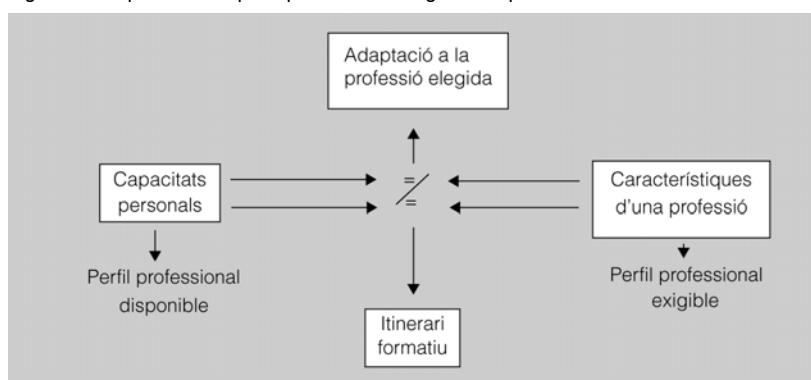 Adaptació a la
professió elegida
Capacitats
personals
=/=
Característiques
d'una professió
Perfil professional
disponible
Perfil professional
exigible
Itinerari
formatiu